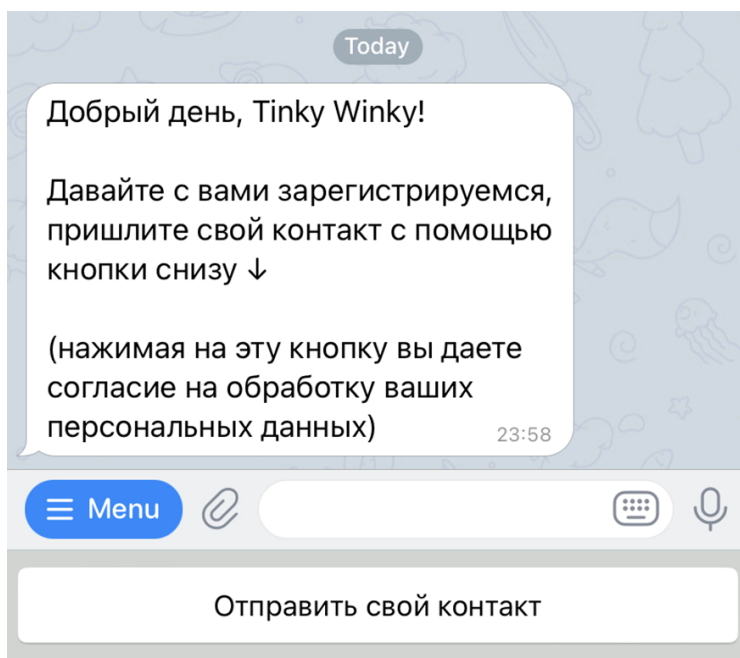 Today
Добрый день, Tinky Winky!
Давайте с вами зарегистрируемся,
пришлите свой контакт с помощью
кнопки снизу ↓
(нажимая на эту кнопку вы даете
согласие на обработку ваших
персональных данных)
23:58
Menu
Отправить свой контакт